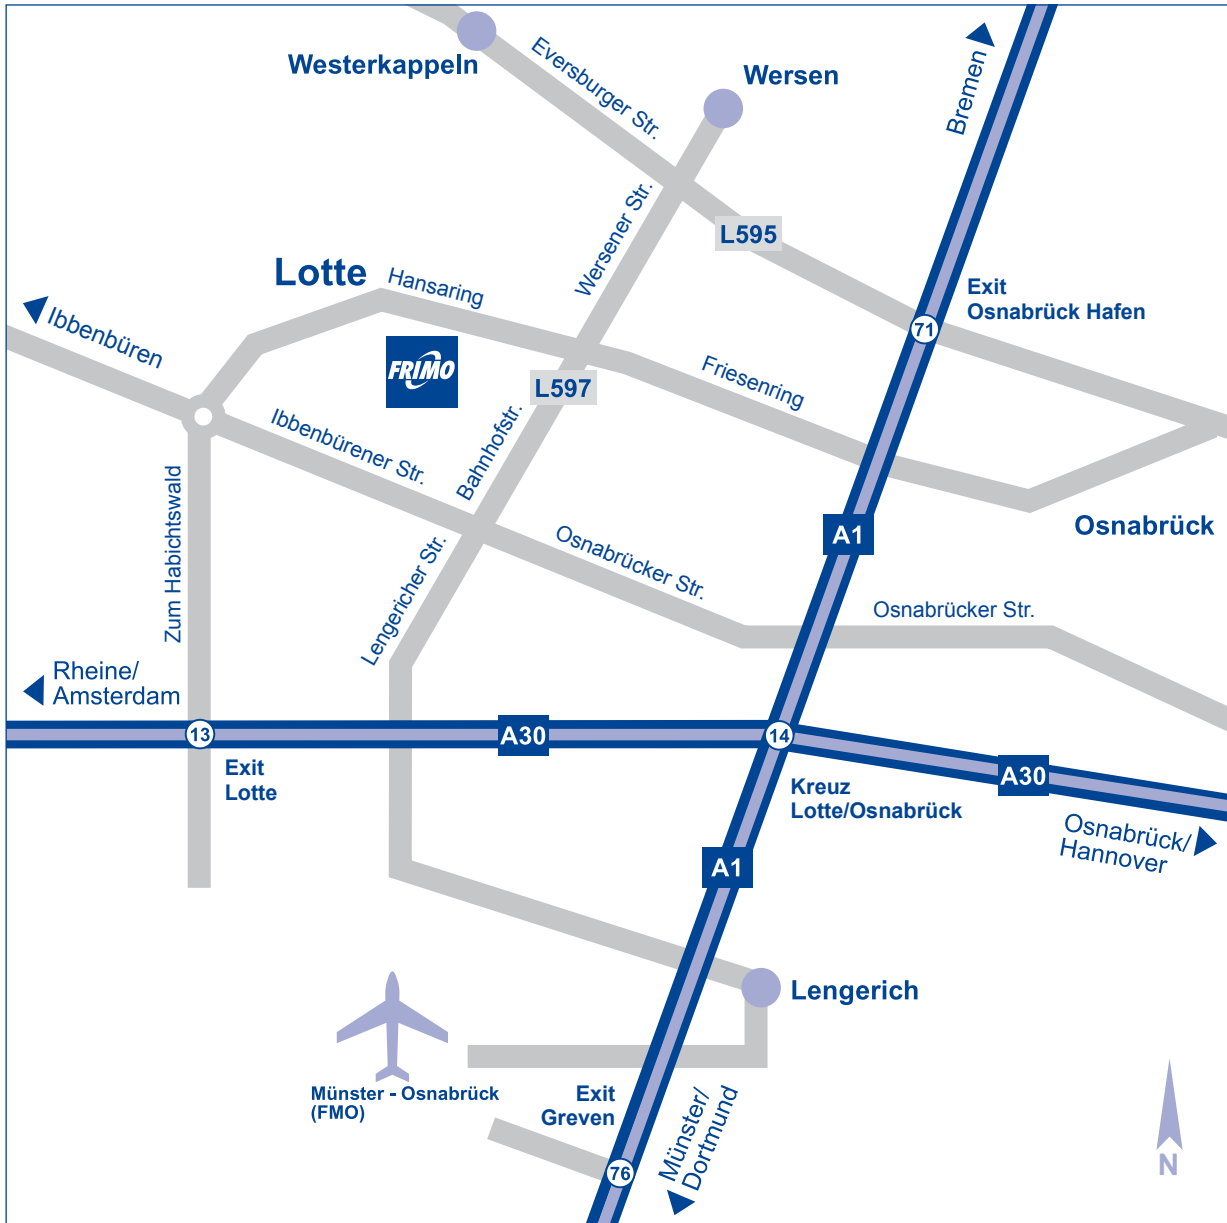 Westerkappeln
Eversburger Str.
Wersen
Bremen
Wersener Str.
L595
Lotte
Hansaring
Exit
Osnabrück Hafen
71
Ibbenbüren
FRIMO
L597
Friesenring
Ibbenbürener Str.
Bahnhofstr.
Zum Habichtswald
Lengericher Str.
Osnabrücker Str.
A1
Osnabrück
Osnabrücker Str.
Rheine/
Amsterdam
13
A30
14
Exit
Lotte
Kreuz
Lotte/Osnabrück
A30
Osnabrück/
Hannover
A1
Lengerich
Münster - Osnabrück
(FMO)
Exit
Greven
76
Münster/
Dortmund
N